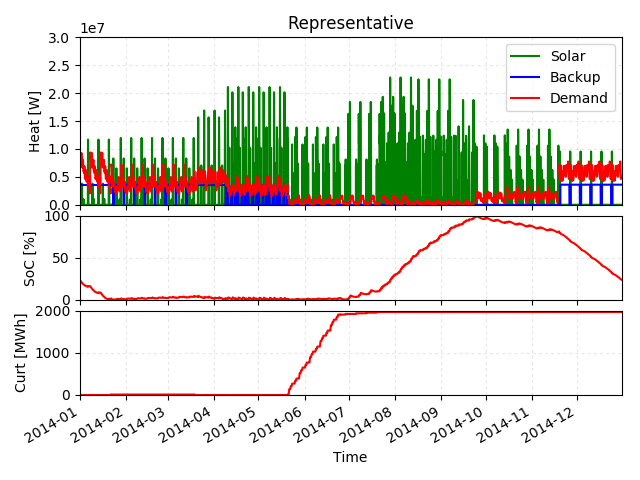 Representative
1e7
3.0
2.5
2.0
1.5
1.0
0.5
0.0
Heat [W]
Solar
Backup
Demand
100
50
0
SoC [%]
2000
1000
0
Curt [MWh]
2014-01
2014-02
2014-03
2014-04
2014-05
2014-06
2014-07
2014-08
2014-09
2014-10
2014-11
2014-12
Time